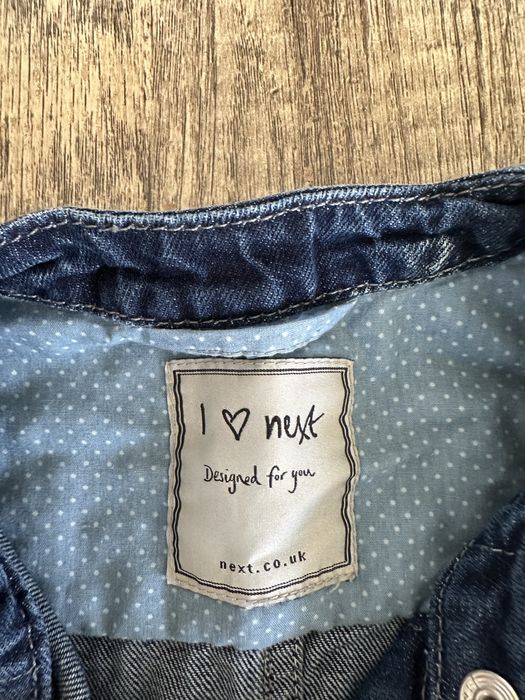 I ♡ next
Designed for you
next.co.uk